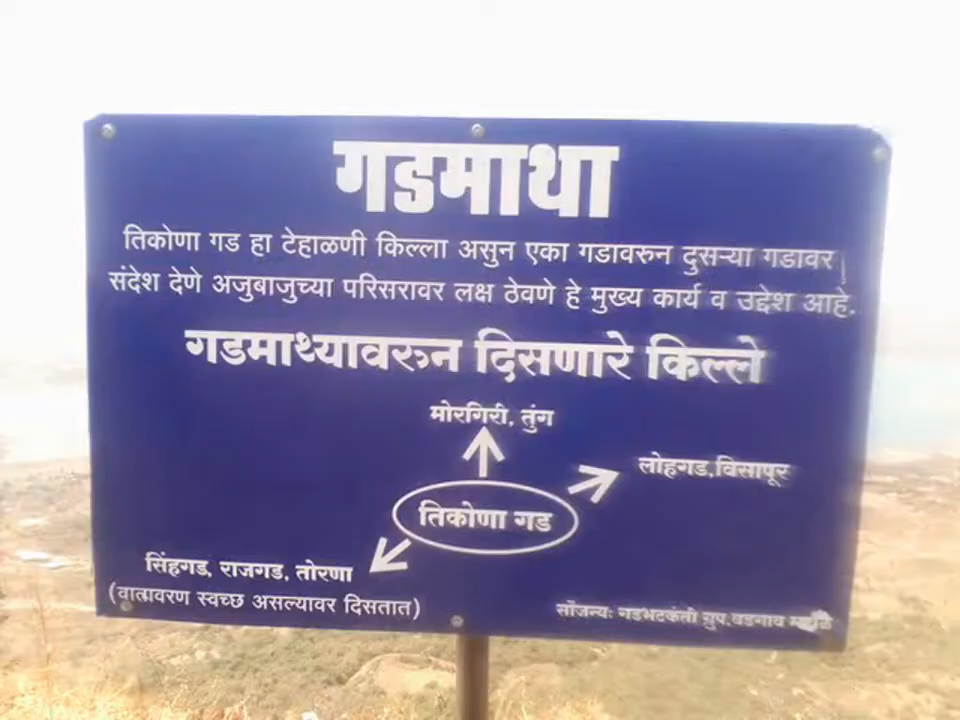 गडमाथा
तिकोणा गड हा टेहाळणी किल्ला असुन एका गडावरुन दुसऱ्या गडावर
संदेश देणे अजुबाजुच्या परिसरावर लक्ष ठेवणे हे मुख्य कार्य व उद्देश आहे.
गडमाथ्यावरुन दिसणारे किल्ले
मोरगिरी, तुंग
लोहगड,विसापूर
तिकोणा गड
सिंहगड, राजगड, तोरणा
(वातावरण स्वच्छ असल्यावर दिसतात)
सौजन्य: गडभटकंती ग्रुप,वडगाव